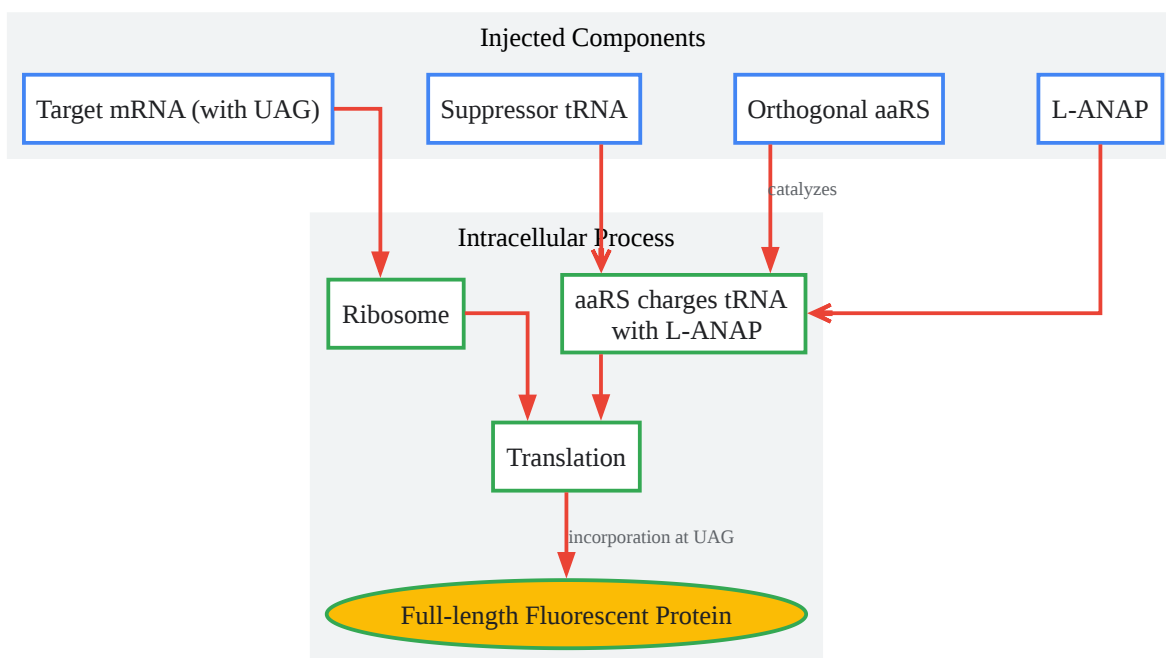 Injected Components
Target mRNA (with UAG)
Suppressor tRNA
Orthogonal aaRS
L-ANAP
catalyzes
Intracellular Process
Ribosome
aaRS charges tRNA
with L-ANAP
Translation
incorporation at UAG
Full-length Fluorescent Protein